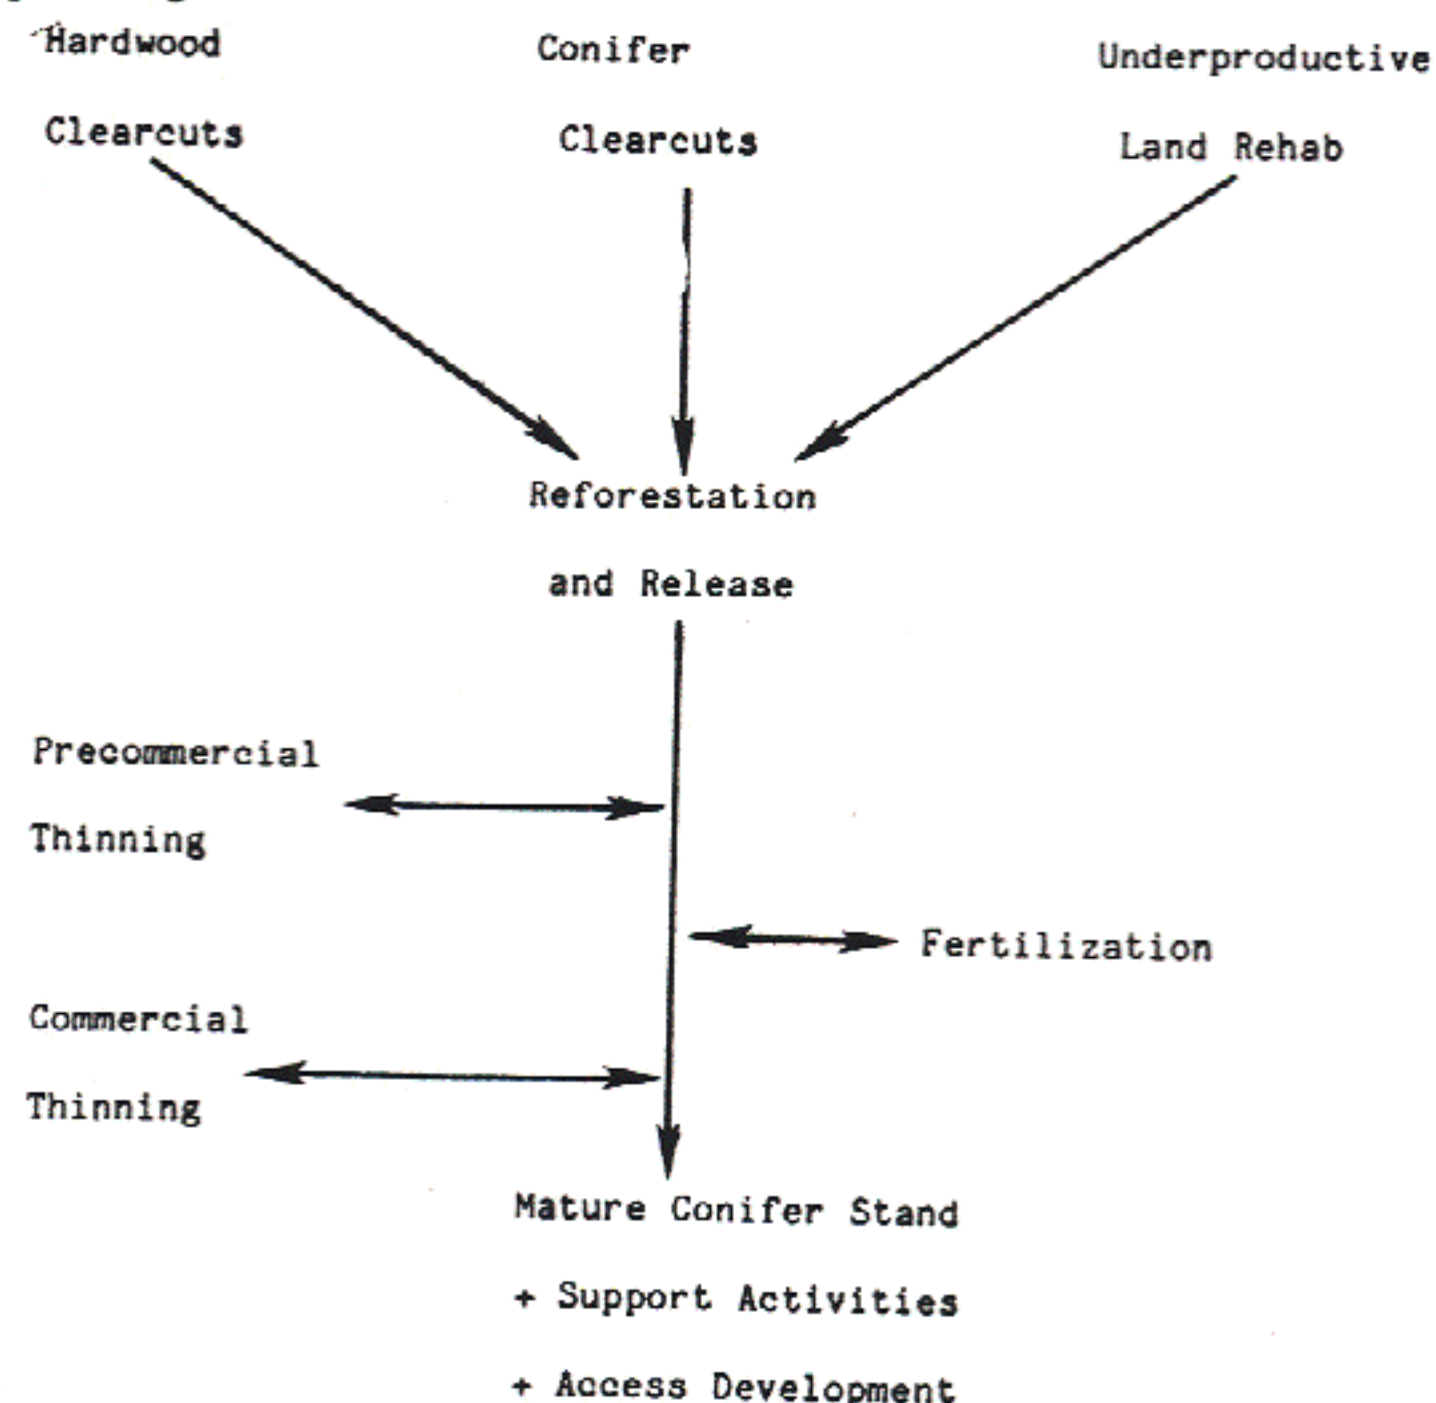 Hardwood
Clearcuts
Conifer
Clearcuts
Underproductive
Land Rehab
Reforestation
and Release
Precommercial
Thinning
Fertilization
Commercial
Thinning
Mature Conifer Stand
+ Support Activities
+ Access Development